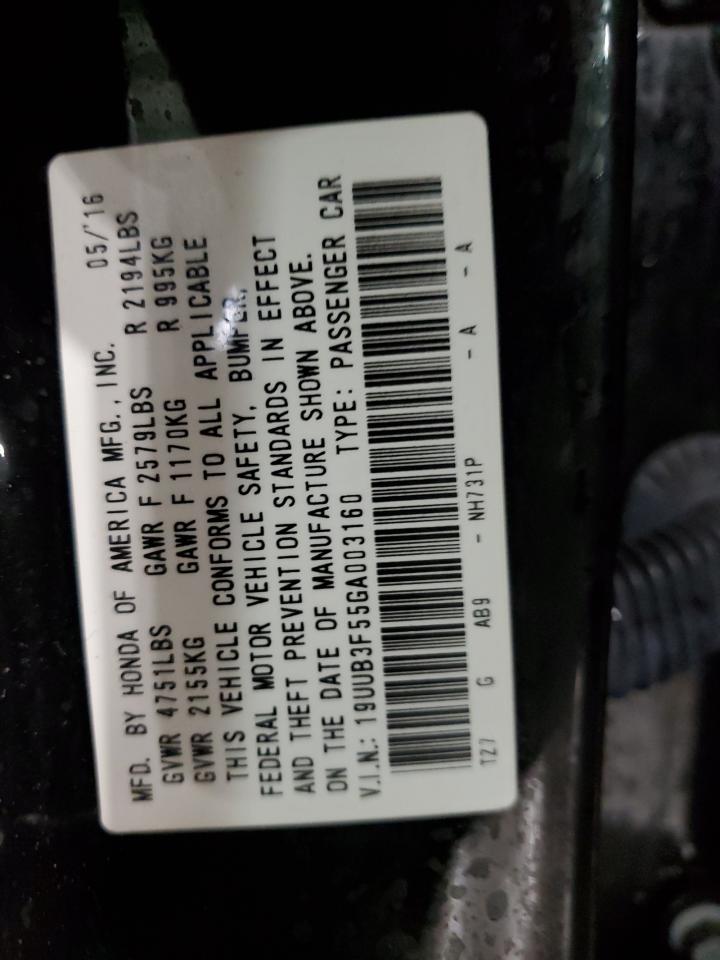 MFD. BY HONDA OF AMERICA MFG., INC. 05/'16
GVWR 4751LBS GAWR F 2579LBS R 2194LBS
GVWR 2155KG GAWR F 1170KG R 995KG
THIS VEHICLE CONFORMS TO ALL APPLICABLE
FEDERAL MOTOR VEHICLE SAFETY, BUMPER,
AND THEFT PREVENTION STANDARDS IN EFFECT
ON THE DATE OF MANUFACTURE SHOWN ABOVE.
V.I.N.: 19UUB3F55GA003160 TYPE: PASSENGER CAR
TZ7 G AB9 - NH731P - A - A